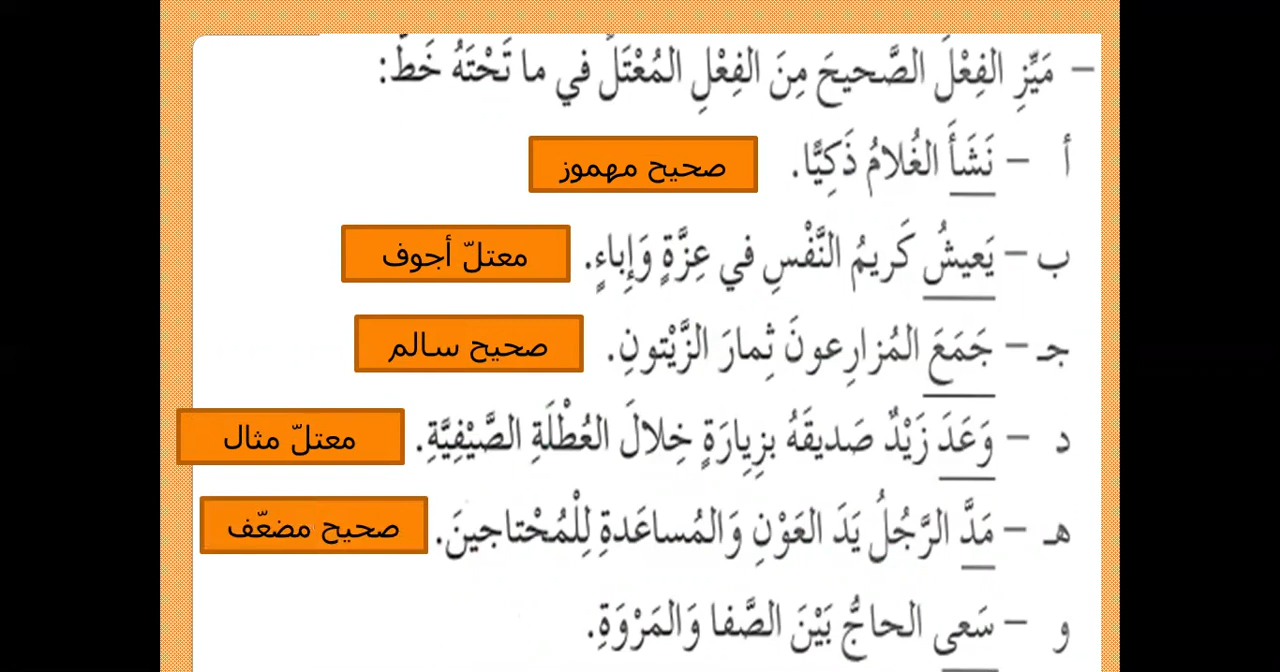 – مَيِّزِ الفِعْلَ الصَّحيحَ مِنَ الفِعْلِ المُعْتَلِّ في ما تَحْتَهُ خَطٌّ:
أ – نَشَأَ الغُلامُ ذَكِيًّا. صحيح مهموز
ب – يَعيشُ كَريمُ النَّفْسِ في عِزَّةٍ وَإِباءٍ. معتلّ أجوف
جـ – جَمَعَ المُزارِعونَ ثِمارَ الزَّيْتونِ. صحيح سالم
د – وَعَدَ زَيْدٌ صَديقَهُ بزِيارَةٍ خِلالَ العُطْلَةِ الصَّيْفِيَّةِ. معتلّ مثال
هـ – مَدَّ الرَّجُلُ يَدَ العَوْنِ وَالمُساعَدةِ لِلْمُحْتاجينَ. صحيح مضعّف
و – سَعى الحاجُّ بَيْنَ الصَّفا وَالمَرْوَةِ.